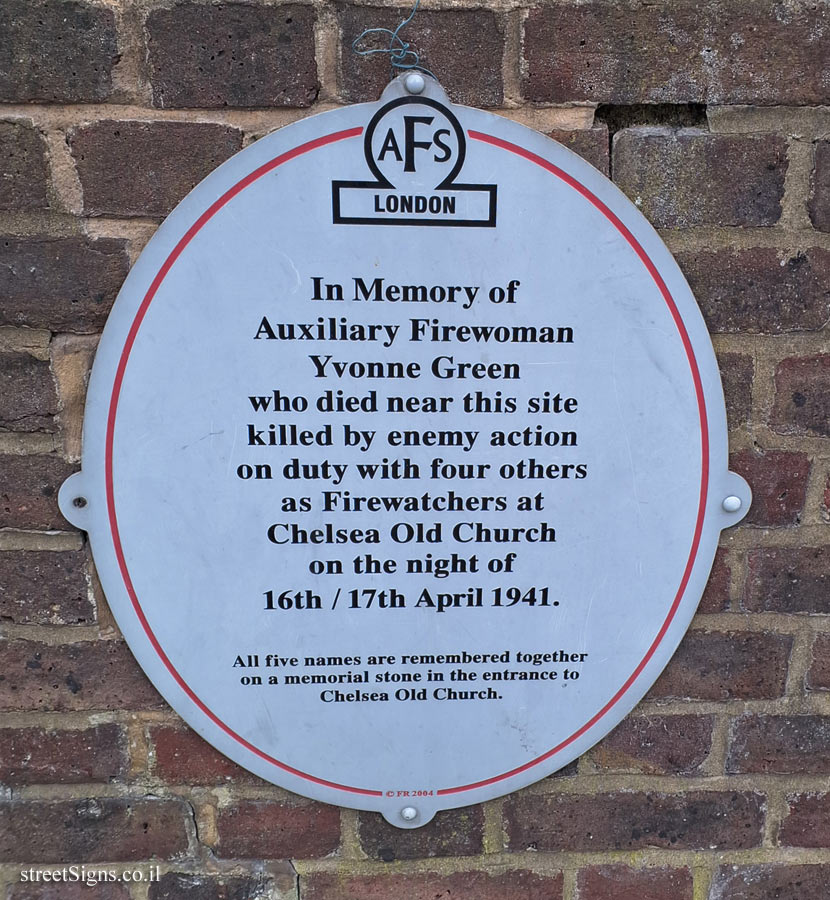 AFS
LONDON
In Memory of
Auxiliary Firewoman
Yvonne Green
who died near this site
killed by enemy action
on duty with four others
as Firewatchers at
Chelsea Old Church
on the night of
16th / 17th April 1941.
All five names are remembered together
on a memorial stone in the entrance to
Chelsea Old Church.
© FR 2004
streetSigns.co.il